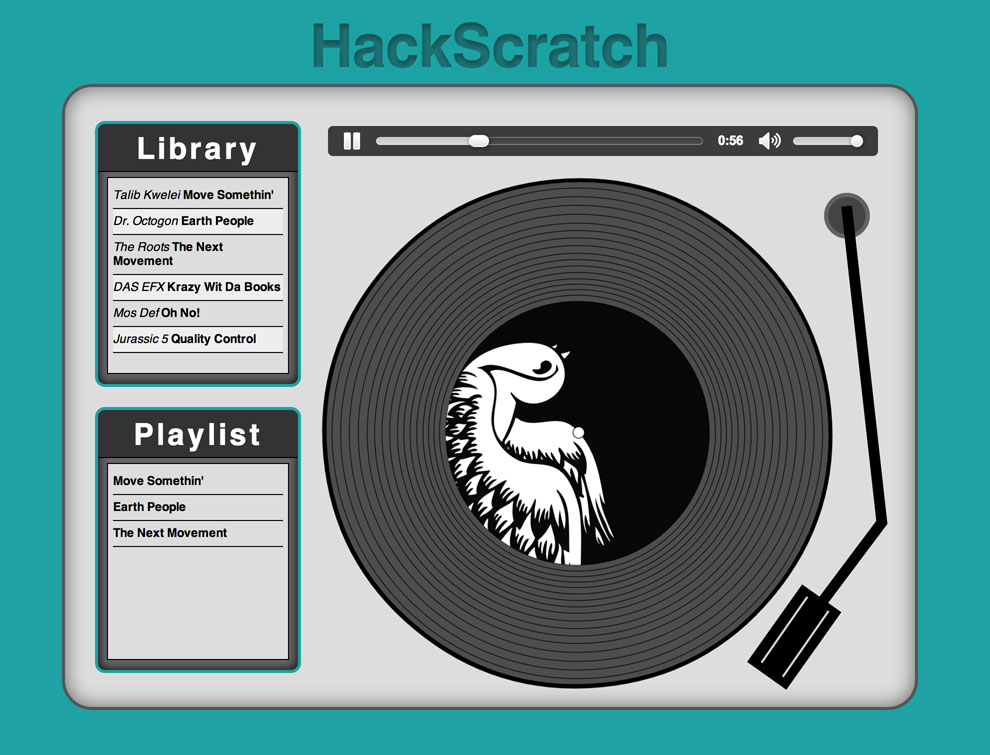 HackScratch
0:56
Library
Talib Kwelei Move Somethin'
Dr. Octogon Earth People
The Roots The Next
Movement
DAS EFX Krazy Wit Da Books
Mos Def Oh No!
Jurassic 5 Quality Control
Playlist
Move Somethin'
Earth People
The Next Movement